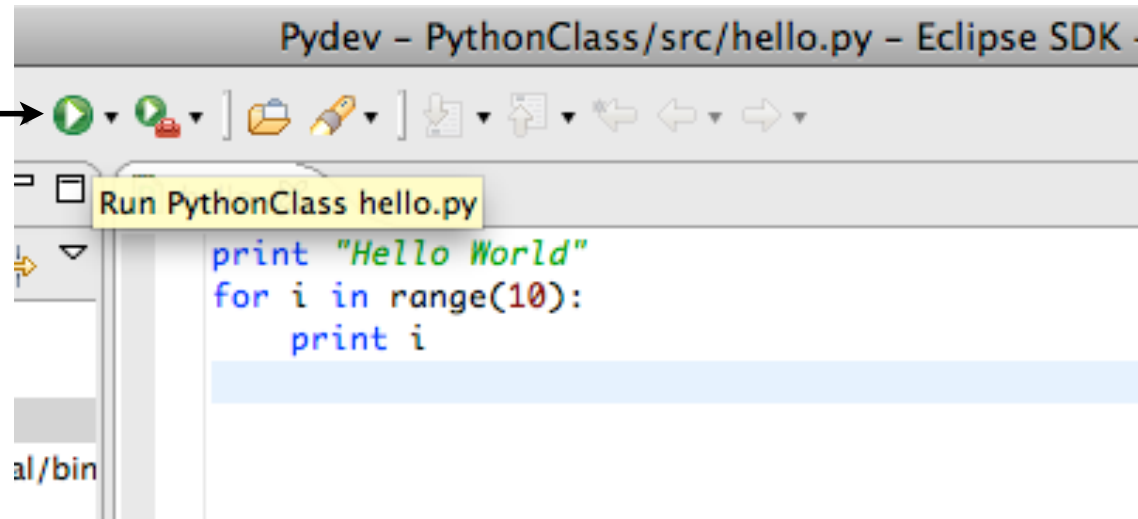 Pydev – PythonClass/src/hello.py – Eclipse SDK –
Run PythonClass hello.py
print "Hello World"
for i in range(10):
    print i
al/bin